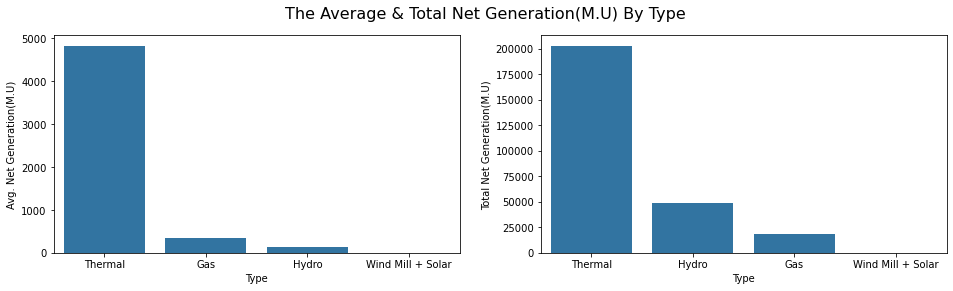 The Average & Total Net Generation(M.U) By Type
Avg. Net Generation(M.U)
5000
4000
3000
2000
1000
0
Thermal Gas Hydro Wind Mill + Solar
Type
Total Net Generation(M.U)
200000
175000
150000
125000
100000
75000
50000
25000
0
Thermal Hydro Gas Wind Mill + Solar
Type